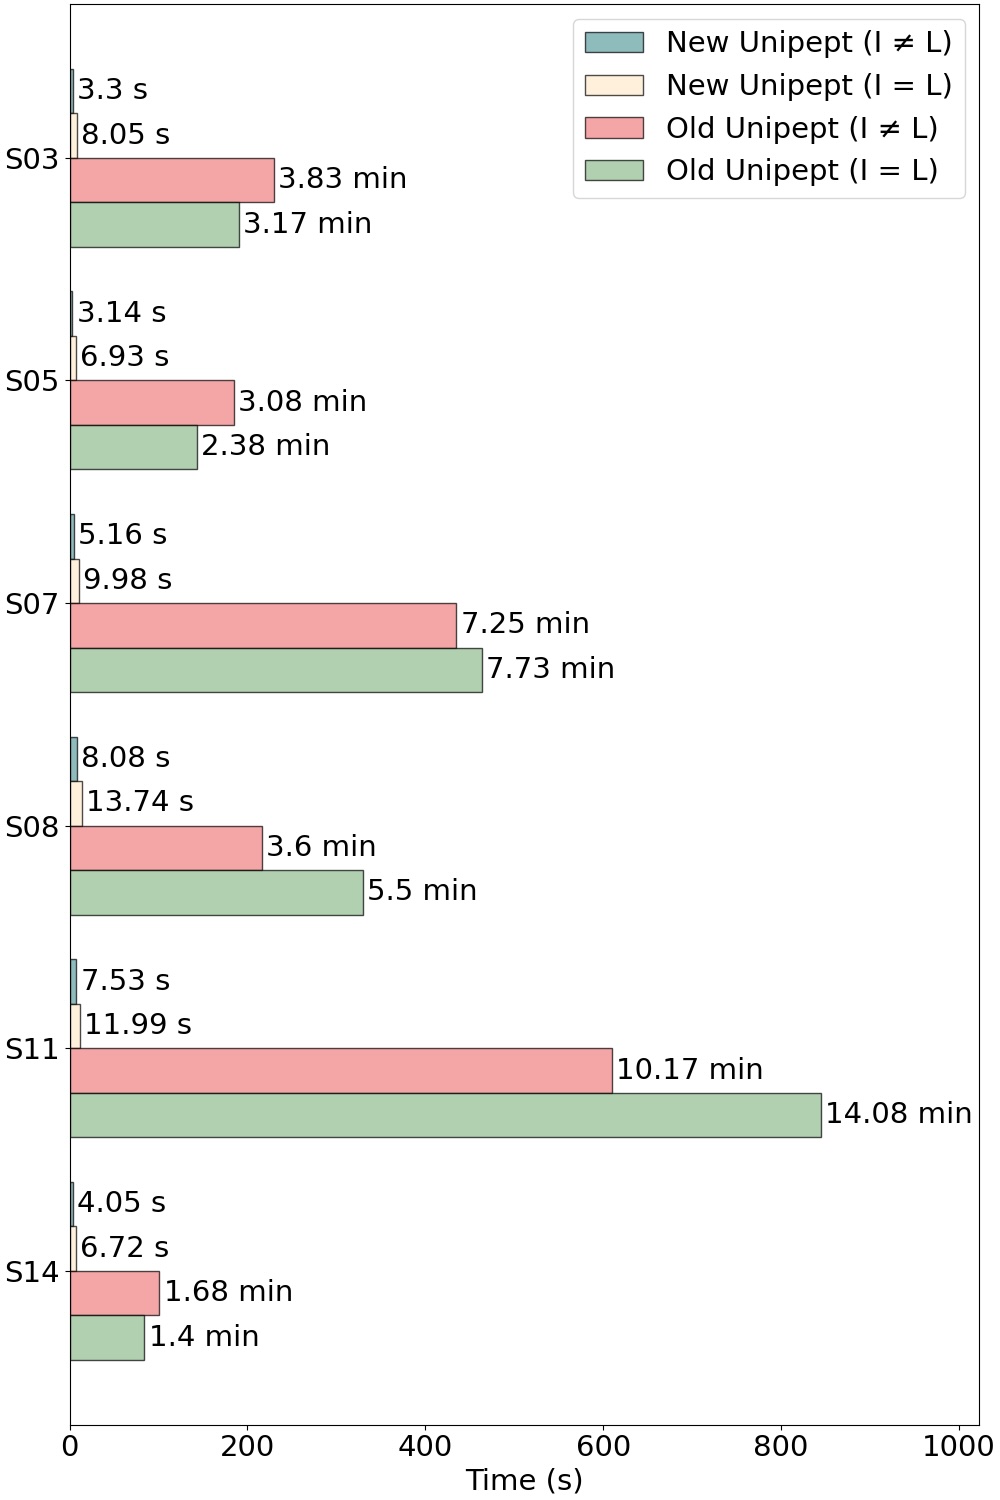 New Unipept (I ≠ L)
New Unipept (I = L)
Old Unipept (I ≠ L)
Old Unipept (I = L)
S03
3.3 s
8.05 s
3.83 min
3.17 min
S05
3.14 s
6.93 s
3.08 min
2.38 min
S07
5.16 s
9.98 s
7.25 min
7.73 min
S08
8.08 s
13.74 s
3.6 min
5.5 min
S11
7.53 s
11.99 s
10.17 min
14.08 min
S14
4.05 s
6.72 s
1.68 min
1.4 min
0 200 400 600 800 1000
Time (s)